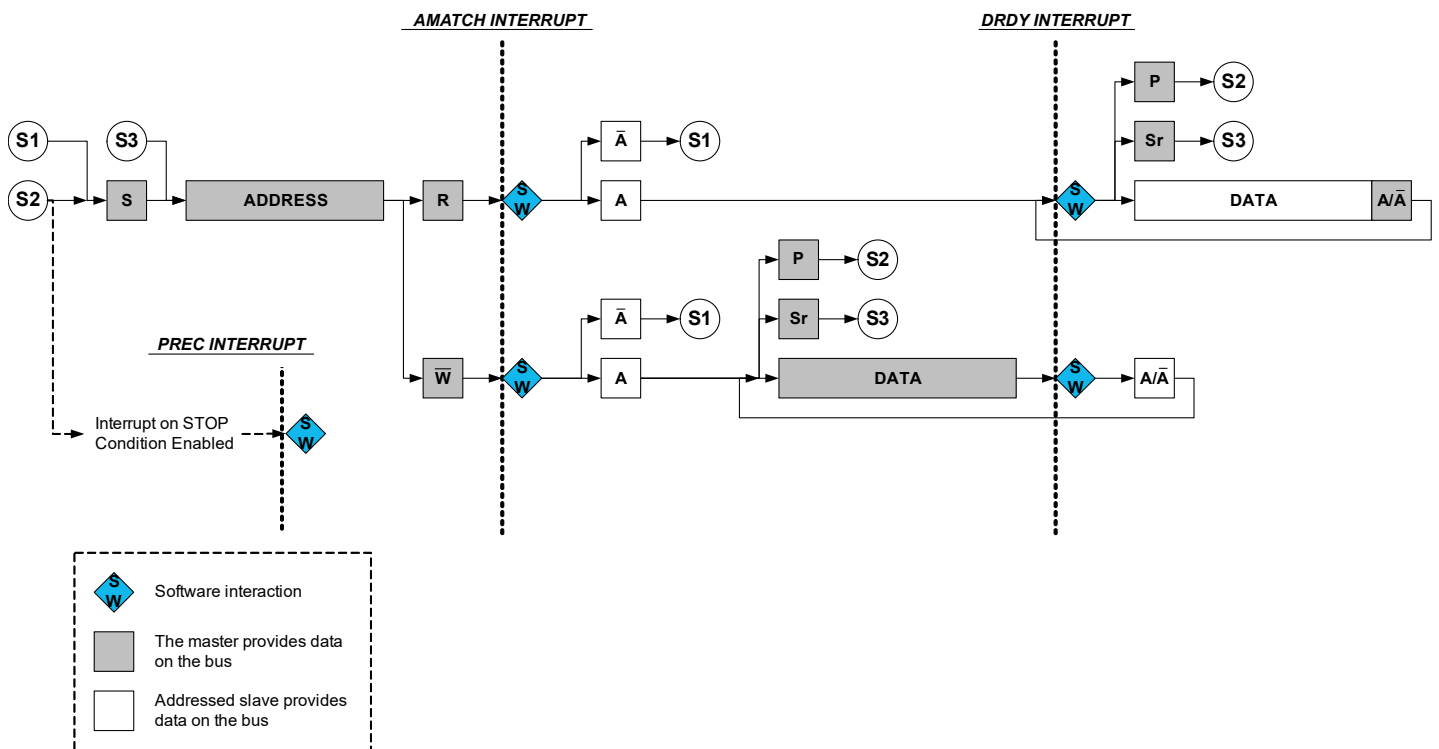 AMATCH INTERRUPT
DRDY INTERRUPT
P
S2
S1
S3
A̅
S1
Sr
S3
S2
S
ADDRESS
R
S
W
A
S
W
DATA
A/A̅
P
S2
A̅
S1
Sr
S3
PREC INTERRUPT
W̅
S
W
A
DATA
S
W
A/A̅
Interrupt on STOP
Condition Enabled
S
W
S
W
Software interaction
The master provides data
on the bus
Addressed slave provides
data on the bus